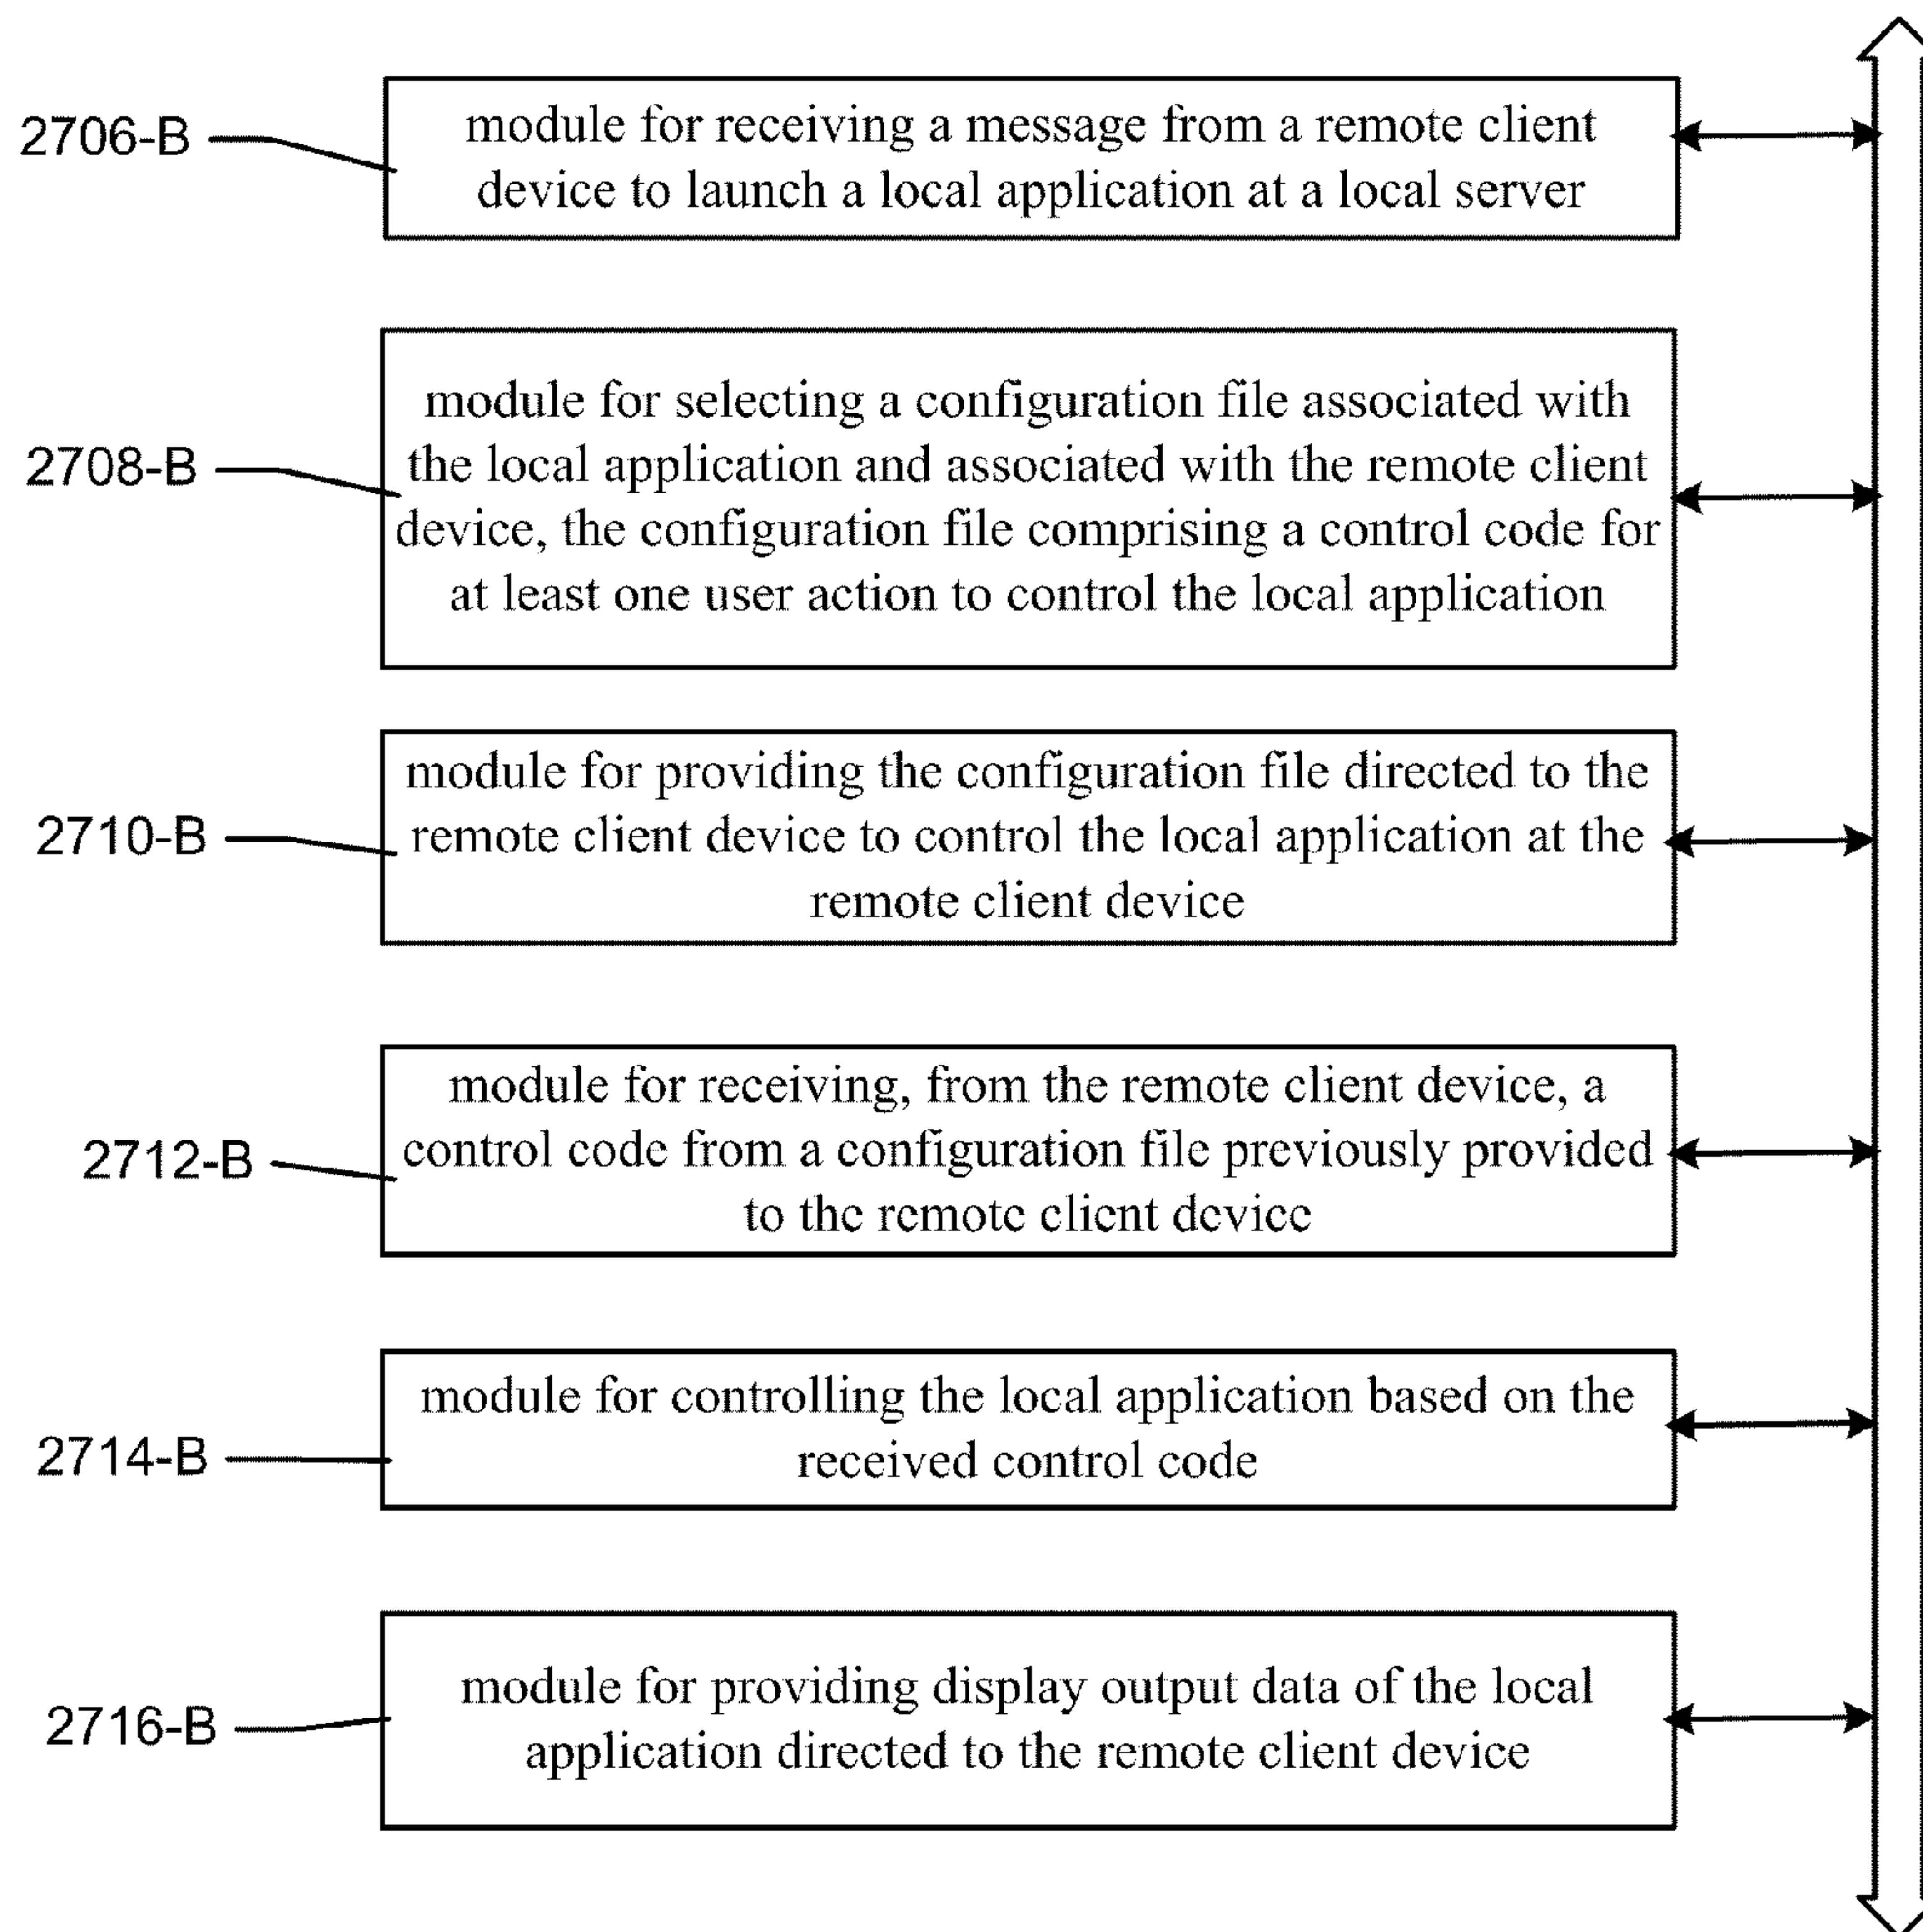 2706-B
module for receiving a message from a remote client
device to launch a local application at a local server
2708-B
module for selecting a configuration file associated with
the local application and associated with the remote client
device, the configuration file comprising a control code for
at least one user action to control the local application
2710-B
module for providing the configuration file directed to the
remote client device to control the local application at the
remote client device
2712-B
module for receiving, from the remote client device, a
control code from a configuration file previously provided
to the remote client device
2714-B
module for controlling the local application based on the
received control code
2716-B
module for providing display output data of the local
application directed to the remote client device